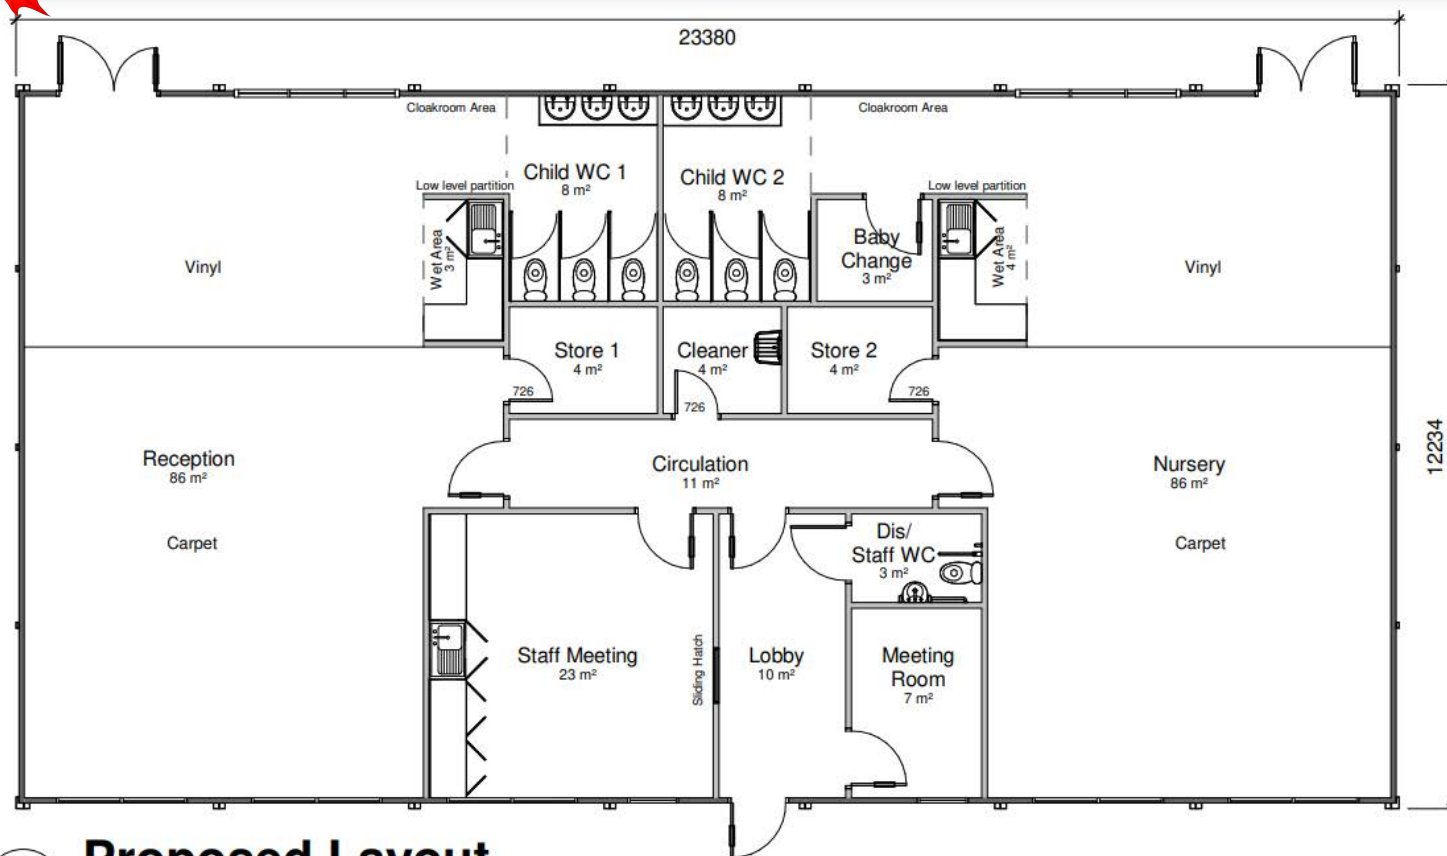 23380
Cloakroom Area
Cloakroom Area
Child WC 1
8 m²
Child WC 2
8 m²
Low level partition
Low level partition
Wet Area
3 m²
Baby
Change
3 m²
Wet Area
4 m²
Vinyl
Vinyl
Store 1
4 m²
Cleaner
4 m²
Store 2
4 m²
726
726
726
Reception
86 m²
Circulation
11 m²
Nursery
86 m²
12234
Carpet
Carpet
Dis/
Staff WC
3 m²
Staff Meeting
23 m²
Sliding Hatch
Lobby
10 m²
Meeting
Room
7 m²
Proposed Layout